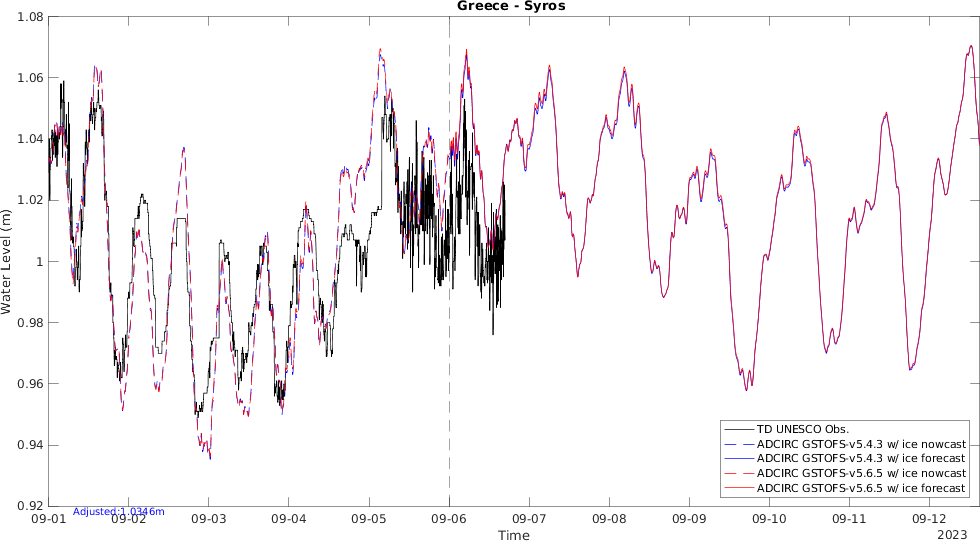 Greece - Syros
1.08
1.06
1.04
1.02
1
0.98
0.96
0.94
0.92
Water Level (m)
TD UNESCO Obs.
ADCIRC GSTOFS-v5.4.3 w/ ice nowcast
ADCIRC GSTOFS-v5.4.3 w/ ice forecast
ADCIRC GSTOFS-v5.6.5 w/ ice nowcast
ADCIRC GSTOFS-v5.6.5 w/ ice forecast
Adjusted:1.0346m
09-01 09-02 09-03 09-04 09-05 09-06 09-07 09-08 09-09 09-10 09-11 09-12
Time
2023